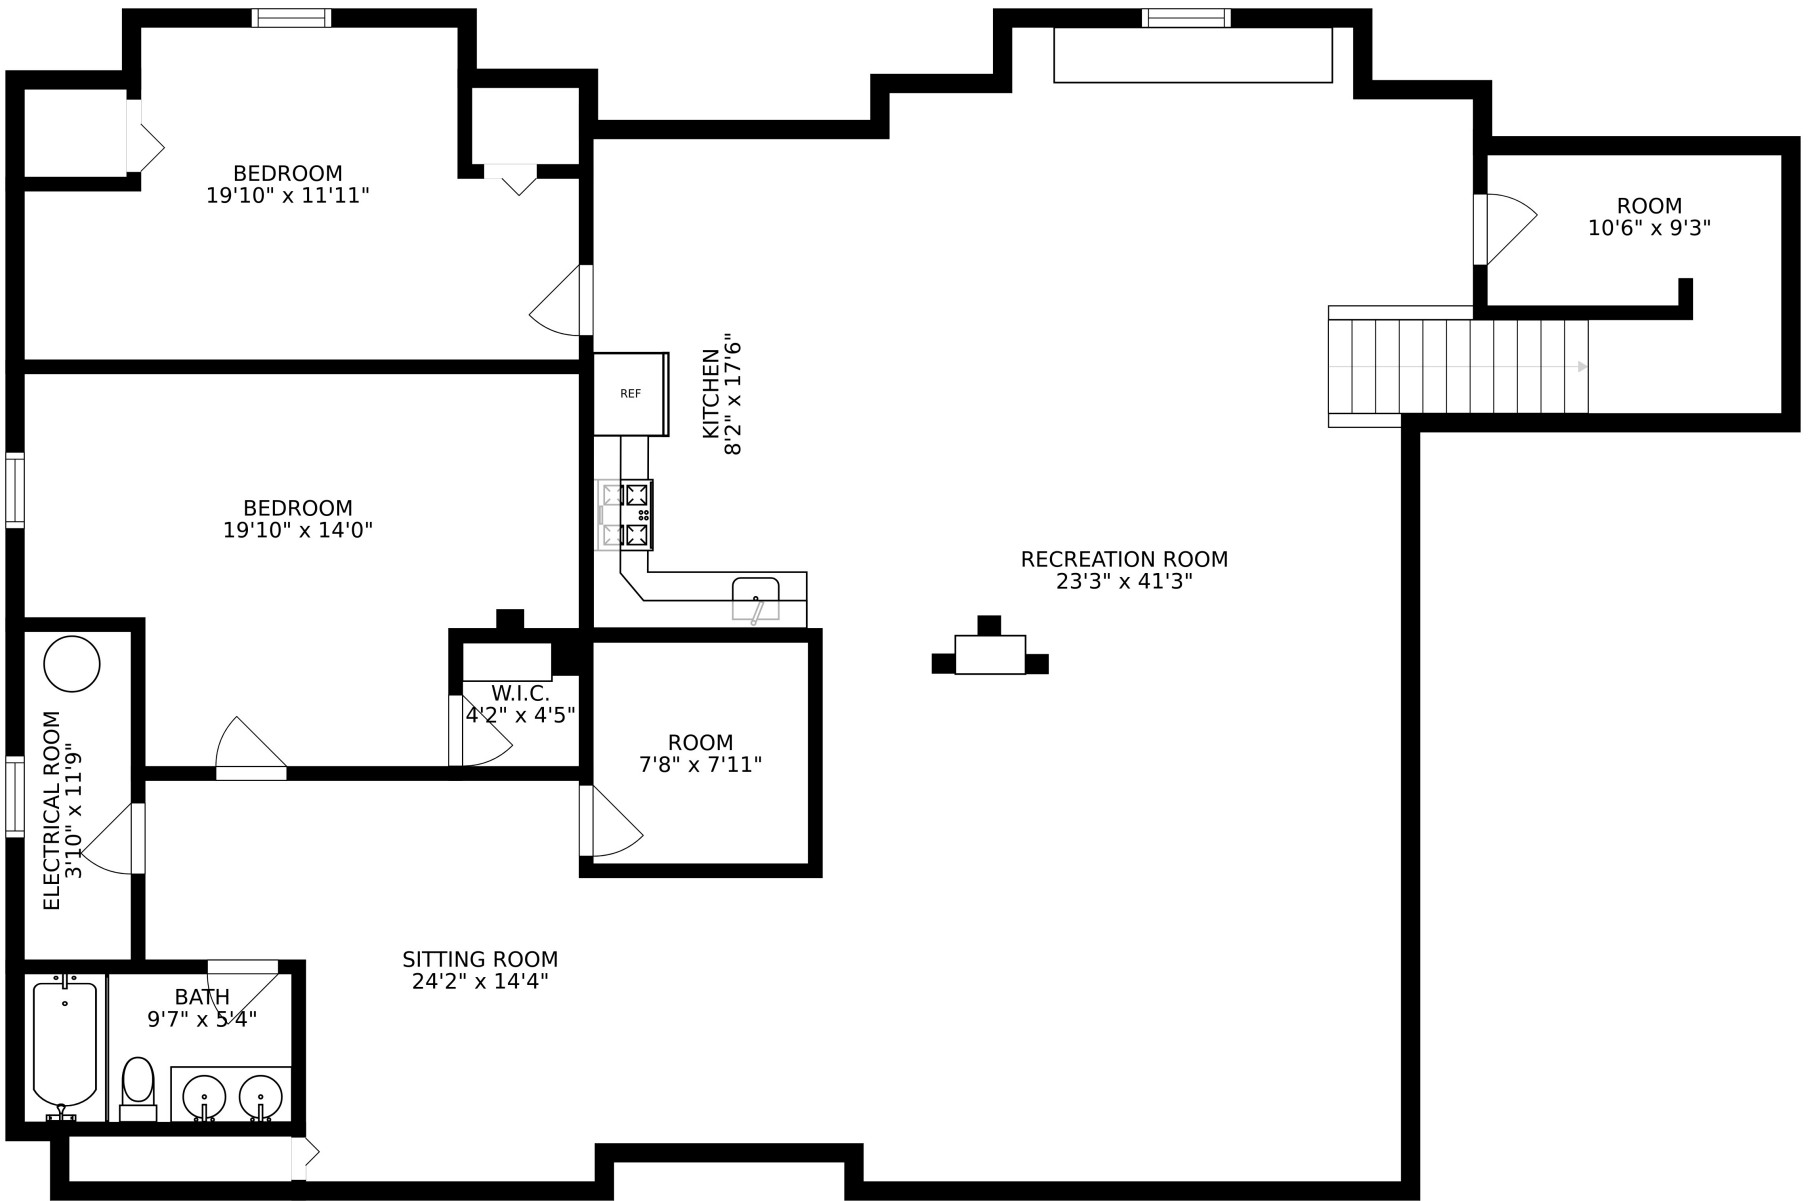 BEDROOM
19'10" x 11'11"
ROOM
10'6" x 9'3"
REF
KITCHEN
8'2" x 17'6"
BEDROOM
19'10" x 14'0"
RECREATION ROOM
23'3" x 41'3"
W.I.C.
4'2" x 4'5"
ROOM
7'8" x 7'11"
ELECTRICAL ROOM
3'10" x 11'9"
SITTING ROOM
24'2" x 14'4"
BATH
9'7" x 5'4"